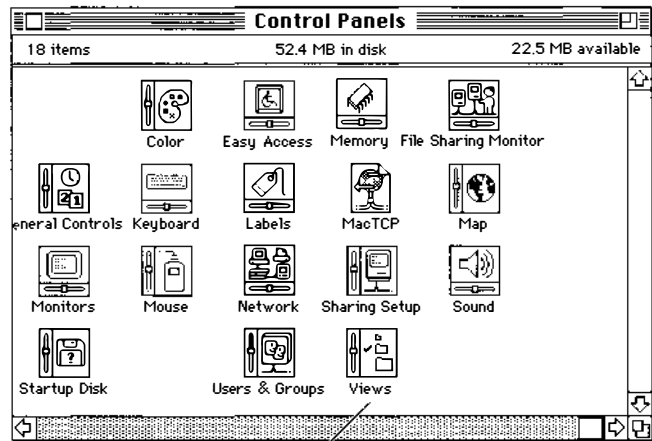 Control Panels
18 items 52.4 MB in disk 22.5 MB available
Color Easy Access Memory File Sharing Monitor
eneral Controls Keyboard Labels MacTCP Map
Monitors Mouse Network Sharing Setup Sound
Startup Disk Users & Groups Views